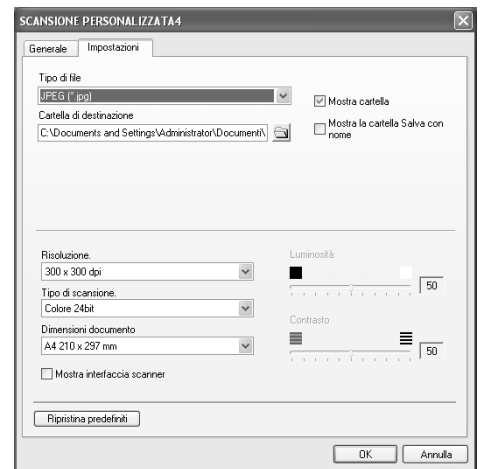 SCANSIONE PERSONALIZZATA4
Generale
Impostazioni
Tipo di file
JPEG (*.jpg)
Mostra cartella
Cartella di destinazione
C:\Documents and Settings\Administrator\Documenti\
Mostra la cartella Salva con
nome
Risoluzione.
300 x 300 dpi
Tipo di scansione.
Colore 24bit
Dimensioni documento
A4 210 x 297 mm
Mostra interfaccia scanner
Luminosità
50
Contrasto
50
Ripristina predefiniti
OK
Annulla